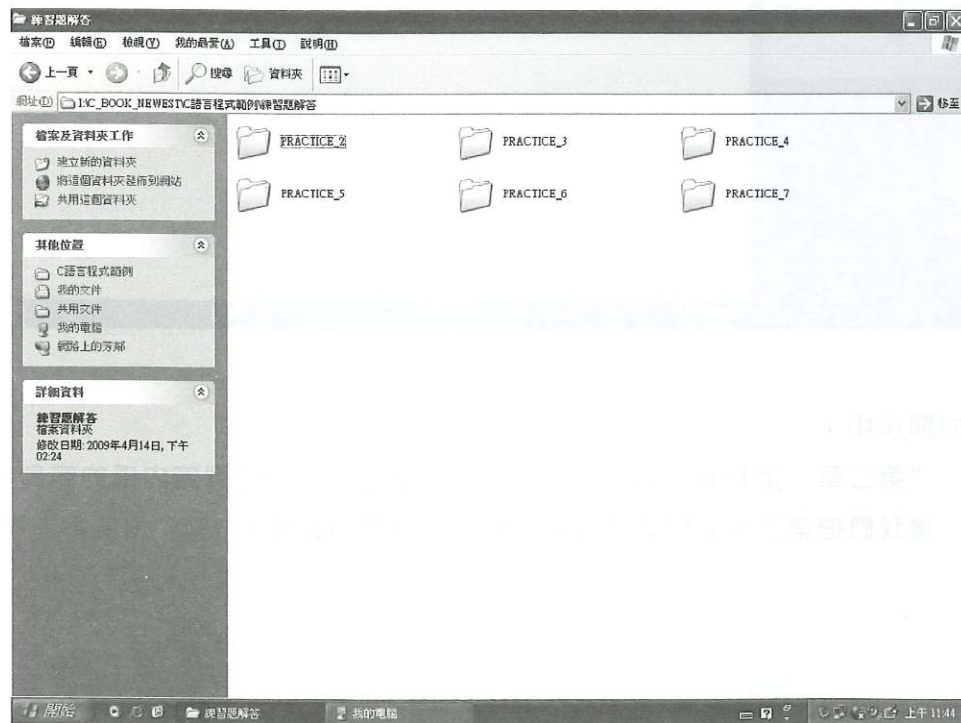 練習題解答
檔案(F) 編輯(E) 檢視(V) 我的最愛(A) 工具(T) 說明(H)
上一頁 搜尋 資料夾
網址(D) I:\C_BOOK_NEWEST\C語言程式範例\練習題解答 移至
檔案及資料夾工作
建立新的資料夾
將這個資料夾發佈到網站
共用這個資料夾
其他位置
C語言程式範例
我的文件
共用文件
我的電腦
網路上的芳鄰
詳細資料
練習題解答
檔案資料夾
修改日期: 2009年4月14日, 下午
02:24
PRACTICE_2 PRACTICE_3 PRACTICE_4
PRACTICE_5 PRACTICE_6 PRACTICE_7
開始 練習題解答 我的電腦 上午 11:44